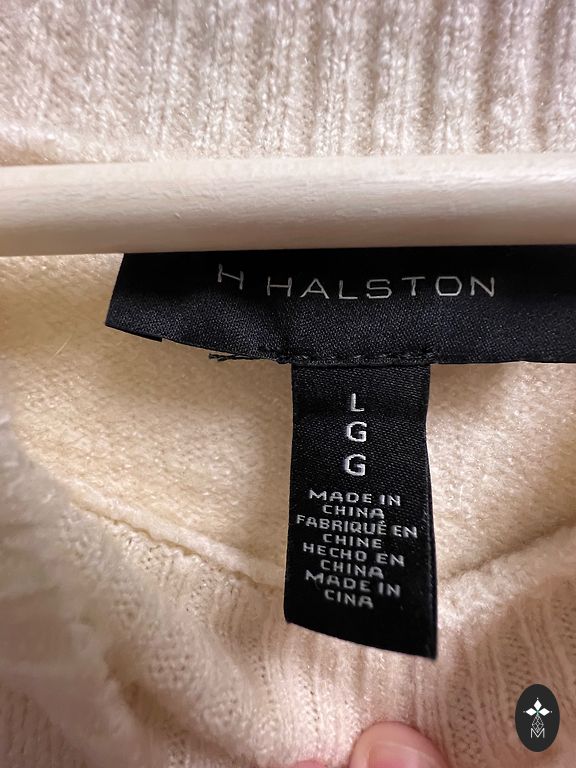 H HALSTON
L
G
G
MADE IN
CHINA
FABRIQUÉ EN
CHINE
HECHO EN
CHINA
MADE IN
CINA
M